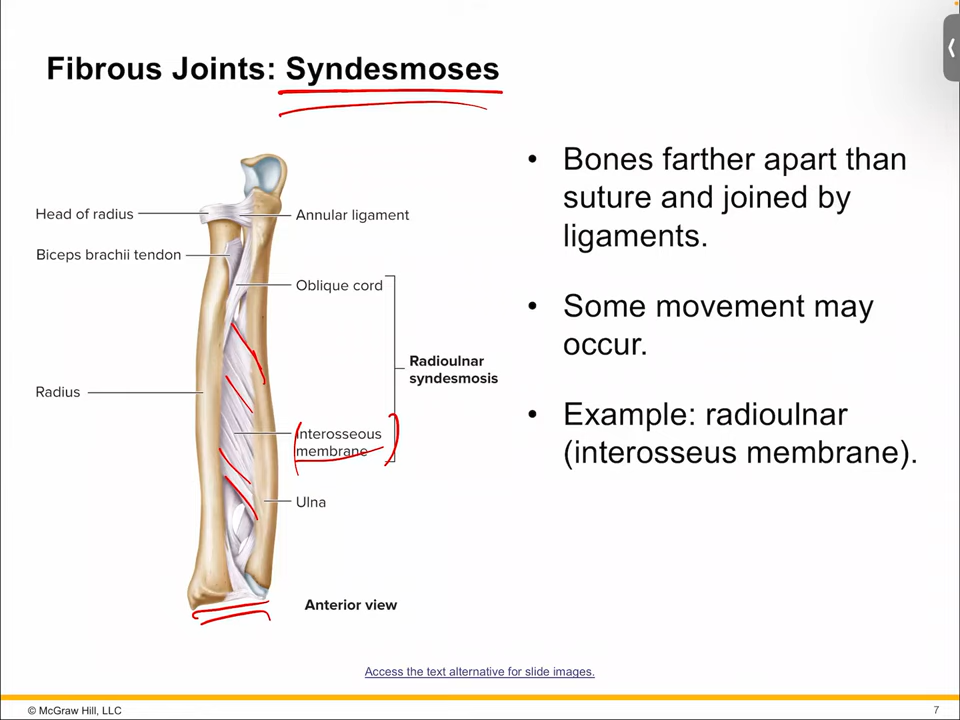 Fibrous Joints: Syndesmoses
Head of radius
Annular ligament
Biceps brachii tendon
Oblique cord
Radioulnar
syndesmosis
Radius
Interosseous
membrane
Ulna
Anterior view
• Bones farther apart than
suture and joined by
ligaments.
• Some movement may
occur.
• Example: radioulnar
(interosseus membrane).
Access the text alternative for slide images.
© McGraw Hill, LLC
7